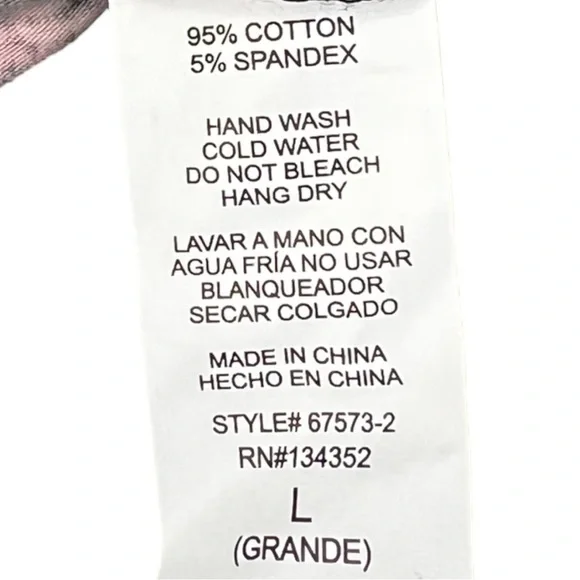 95% COTTON
5% SPANDEX
HAND WASH
COLD WATER
DO NOT BLEACH
HANG DRY
LAVAR A MANO CON
AGUA FRÍA NO USAR
BLANQUEADOR
SECAR COLGADO
MADE IN CHINA
HECHO EN CHINA
STYLE# 67573-2
RN#134352
L
(GRANDE)